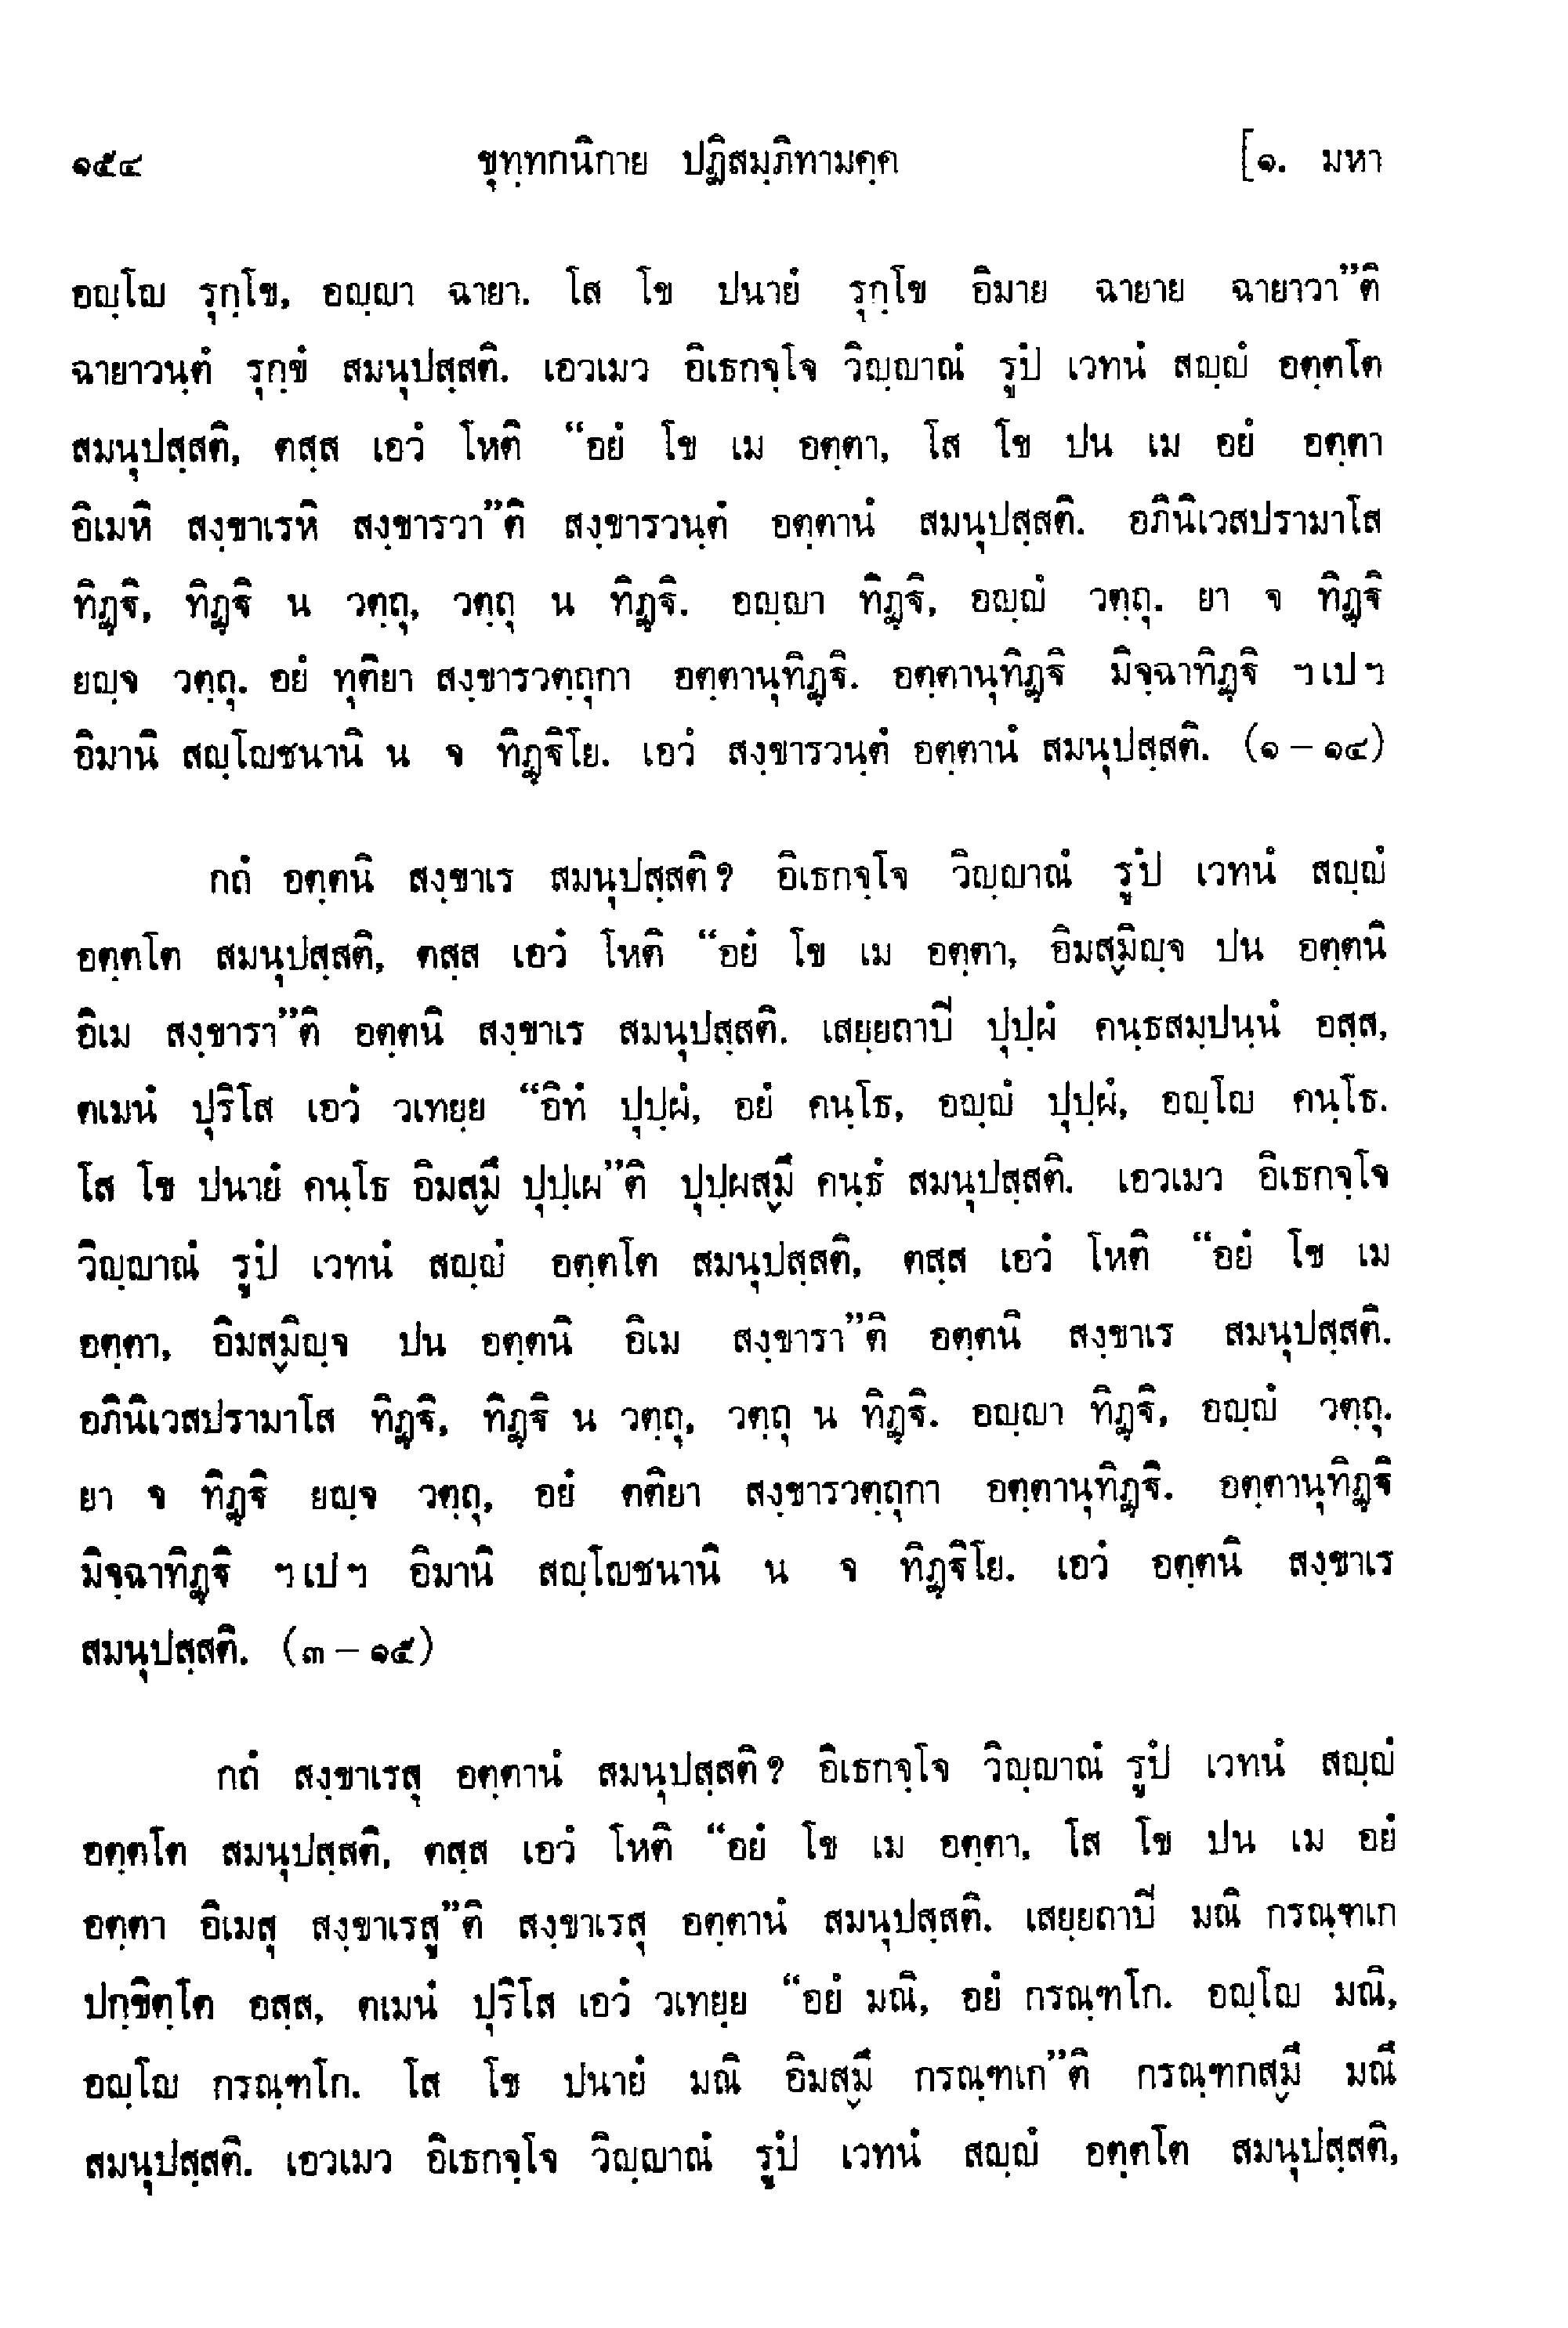 ๑๕๔ ขุทฺทกนิกาย ปฏิสมฺภิทามคฺค [๑. มหา
อญฺโญ รุกฺโข, อญฺญา ฉายา. โส โข ปนายํ รุกฺโข อิมาย ฉายาย ฉายาวา”ติ
ฉายาวนฺตํ รุกฺขํ สมนุปสฺสติ. เอวเมว อิเธกจฺโจ วิญฺญาณํ รูปํ เวทนํ สญฺญํ อตฺตโต
สมนุปสฺสติ, ตสฺส เอวํ โหติ “อยํ โข เม อตฺตา, โส โข ปน เม อยํ อตฺตา
อิเมหิ สงฺขาเรหิ สงฺขารวา”ติ สงฺขารวนฺตํ อตฺตานํ สมนุปสฺสติ. อภินิเวสปรามาโส
ทิฏฺฐิ, ทิฏฺฐิ น วตฺถุ, วตฺถุ น ทิฏฺฐิ. อญฺญา ทิฏฺฐิ, อญฺญํ วตฺถุ. ยา จ ทิฏฺฐิ
ยญฺจ วตฺถุ. อยํ ทุติยา สงฺขารวตฺถุกา อตฺตานุทิฏฺฐิ. อตฺตานุทิฏฺฐิ มิจฺฉาทิฏฺฐิ ฯเปฯ
อิมานิ สญฺโญชนานิ น จ ทิฏฺฐิโย. เอวํ สงฺขารวนฺตํ อตฺตานํ สมนุปสฺสติ. (๑ – ๑๔)
กถํ อตฺตนิ สงฺขาเร สมนุปสฺสติ? อิเธกจฺโจ วิญฺญาณํ รูปํ เวทนํ สญฺญํ
อตฺตโต สมนุปสฺสติ, ตสฺส เอวํ โหติ “อยํ โข เม อตฺตา, อิมสฺมิญฺจ ปน อตฺตนิ
อิเม สงฺขารา”ติ อตฺตนิ สงฺขาเร สมนุปสฺสติ. เสยฺยถาปิ ปุปฺผํ คนฺธสมฺปนฺนํ อสฺส,
ตเมนํ ปุริโส เอวํ วเทยฺย “อิทํ ปุปฺผํ, อยํ คนฺโธ, อญฺญํ ปุปฺผํ, อญฺโญ คนฺโธ.
โส โข ปนายํ คนฺโธ อิมสฺมึ ปุปฺเผ”ติ ปุปฺผสฺมึ คนฺธํ สมนุปสฺสติ. เอวเมว อิเธกจฺโจ
วิญฺญาณํ รูปํ เวทนํ สญฺญํ อตฺตโต สมนุปสฺสติ, ตสฺส เอวํ โหติ “อยํ โข เม
อตฺตา, อิมสฺมิญฺจ ปน อตฺตนิ อิเม สงฺขารา”ติ อตฺตนิ สงฺขาเร สมนุปสฺสติ.
อภินิเวสปรามาโส ทิฏฺฐิ, ทิฏฺฐิ น วตฺถุ, วตฺถุ น ทิฏฺฐิ. อญฺญา ทิฏฺฐิ, อญฺญํ วตฺถุ.
ยา จ ทิฏฺฐิ ยญฺจ วตฺถุ, อยํ ตติยา สงฺขารวตฺถุกา อตฺตานุทิฏฺฐิ. อตฺตานุทิฏฺฐิ
มิจฺฉาทิฏฺฐิ ฯเปฯ อิมานิ สญฺโญชนานิ น จ ทิฏฺฐิโย. เอวํ อตฺตนิ สงฺขาเร
สมนุปสฺสติ. (๓ – ๑๕)
กถํ สงฺขาเรสุ อตฺตานํ สมนุปสฺสติ? อิเธกจฺโจ วิญฺญาณํ รูปํ เวทนํ สญฺญํ
อตฺตโต สมนุปสฺสติ, ตสฺส เอวํ โหติ “อยํ โข เม อตฺตา, โส โข ปน เม อยํ
อตฺตา อิเมสุ สงฺขาเรสู”ติ สงฺขาเรสุ อตฺตานํ สมนุปสฺสติ. เสยฺยถาปิ มณิ กรณฺฑเก
ปกฺขิตฺโต อสฺส, ตเมนํ ปุริโส เอวํ วเทยฺย “อยํ มณิ, อยํ กรณฺฑโก. อญฺโญ มณิ,
อญฺโญ กรณฺฑโก. โส โข ปนายํ มณิ อิมสฺมึ กรณฺฑเก”ติ กรณฺฑกสฺมึ มณึ
สมนุปสฺสติ. เอวเมว อิเธกจฺโจ วิญฺญาณํ รูปํ เวทนํ สญฺญํ อตฺตโต สมนุปสฺสติ,